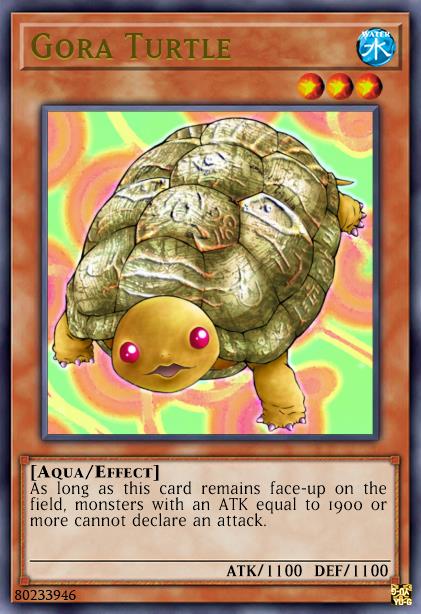 Gora Turtle
WATER
水
[Aqua/Effect]
As long as this card remains face-up on the
field, monsters with an ATK equal to 1900 or
more cannot declare an attack.
ATK/1100 DEF/1100
80233946